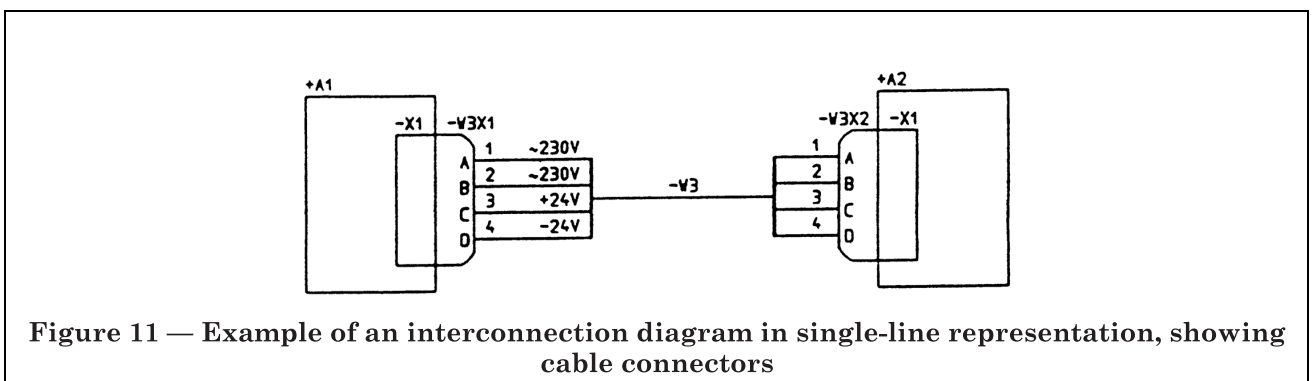 +A1
+A2
-X1 -W3X1
-W3X2 -X1
A 1 ~230V
B 2 ~230V
C 3 +24V
D 4 -24V
-W3
1 A
2 B
3 C
4 D
Figure 11 — Example of an interconnection diagram in single-line representation, showing
cable connectors